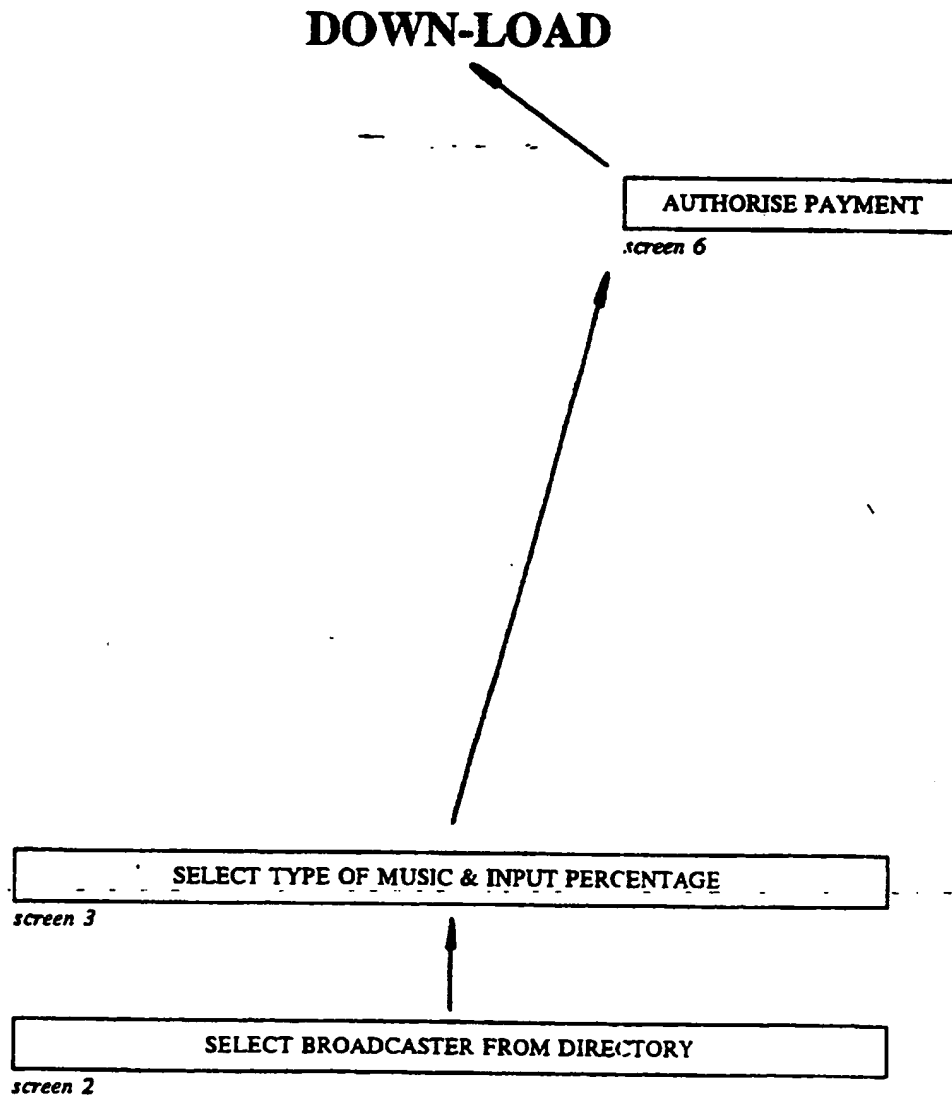 DOWN-LOAD
AUTHORISE PAYMENT
screen 6
SELECT TYPE OF MUSIC & INPUT PERCENTAGE
screen 3
SELECT BROADCASTER FROM DIRECTORY
screen 2